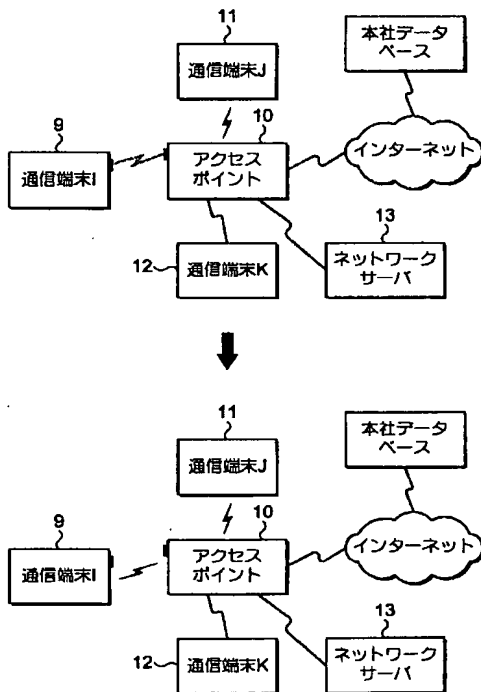 11
通信端末J
本社データ
ベース
9
通信端末I
10
アクセス
ポイント
インターネット
12
通信端末K
13
ネットワーク
サーバ
11
通信端末J
本社データ
ベース
9
通信端末I
10
アクセス
ポイント
インターネット
12
通信端末K
13
ネットワーク
サーバ